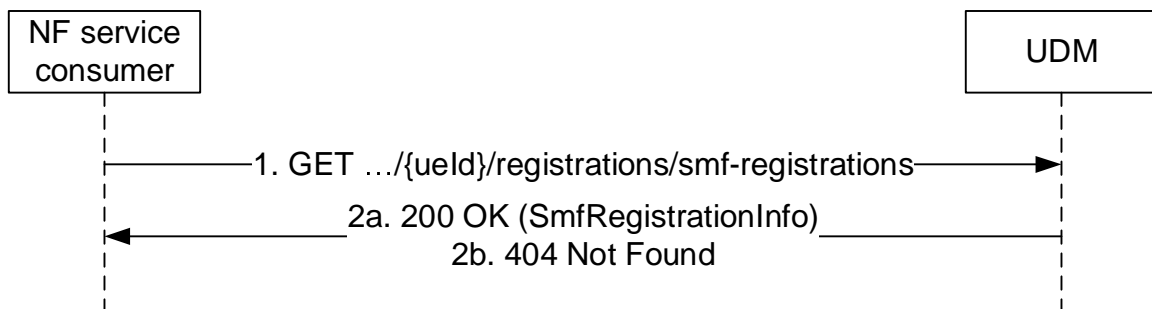 NF service
consumer
UDM
1. GET …/{ueId}/registrations/smf-registrations
2a. 200 OK (SmfRegistrationInfo)
2b. 404 Not Found